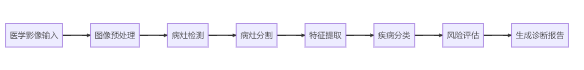 医学影像输入
图像预处理
病灶检测
病灶分割
特征提取
疾病分类
风险评估
生成诊断报告